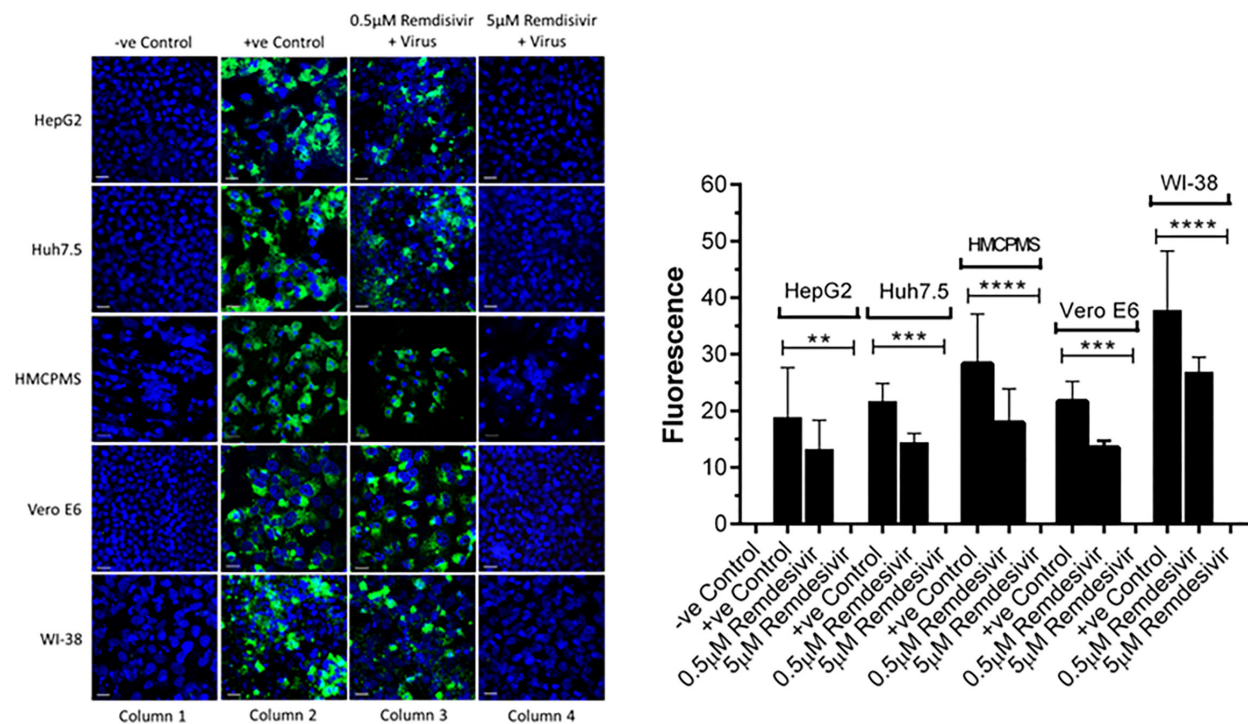 -ve Control
+ve Control
0.5µM Remdisivir
+ Virus
5µM Remdisivir
+ Virus
HepG2
Huh7.5
HMCPMS
Vero E6
WI-38
Column 1
Column 2
Column 3
Column 4
Fluorescence
60
50
40
30
20
10
0
HepG2
**
Huh7.5
***
HMCPMS
****
Vero E6
***
WI-38
****
-ve Control
+ve Control
0.5µM Remdesivir
5µM Remdesivir
+ve Control
0.5µM Remdesivir
5µM Remdesivir
+ve Control
0.5µM Remdesivir
5µM Remdesivir
+ve Control
0.5µM Remdesivir
5µM Remdesivir
+ve Control
0.5µM Remdesivir
5µM Remdesivir